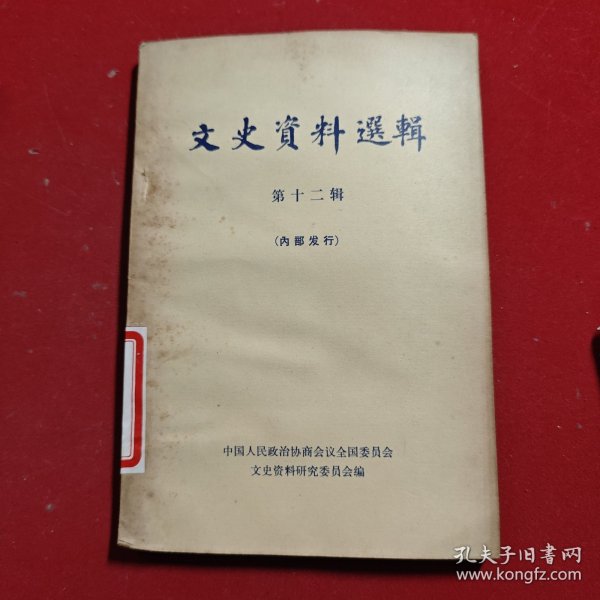 文史資料選輯
第十二辑
（內部发行）
中国人民政治协商会议全国委员会
文史资料研究委员会编
孔夫子旧書网
www.kongfz.com